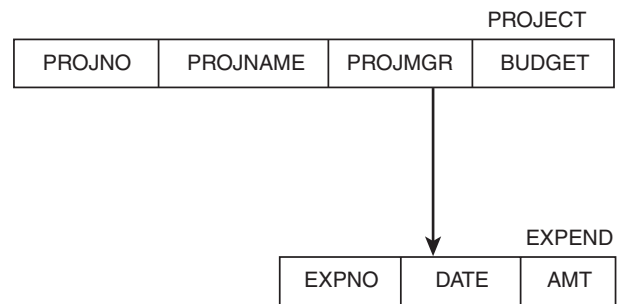 PROJECT
PROJNO PROJNAME PROJMGR BUDGET
EXPEND
EXPNO DATE AMT